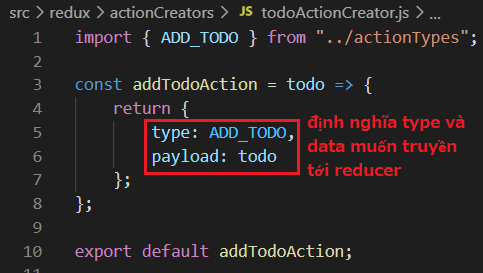 src > redux > actionCreators > JS todoActionCreator.js > ...
1 import { ADD_TODO } from "../actionTypes";
2
3 const addTodoAction = todo => {
4 return {
5 type: ADD_TODO,
6 payload: todo
7 };
8 };
9
10 export default addTodoAction;
định nghĩa type và
data muốn truyền
tới reducer